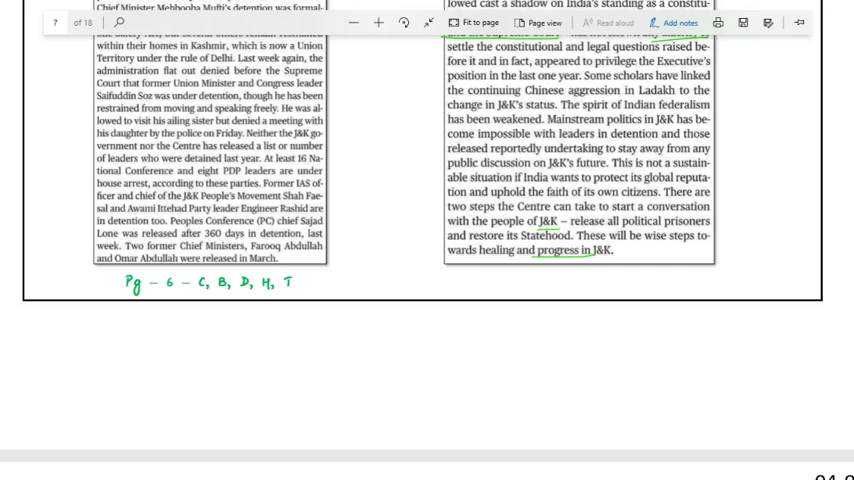 Chief Minister Mehbooba Mufti's detention was formal-
within their homes in Kashmir, which is now a Union
Territory under the rule of Delhi. Last week again, the
administration flat out denied before the Supreme
Court that former Union Minister and Congress leader
Saifuddin Soz was under detention, though he has been
restrained from moving and speaking freely. He was al-
lowed to visit his ailing sister but denied a meeting with
his daughter by the police on Friday. Neither the J&K go-
vernment nor the Centre has released a list or number
of leaders who were detained last year. At least 16 Na-
tional Conference and eight PDP leaders are under
house arrest, according to these parties. Former IAS of-
ficer and chief of the J&K People's Movement Shah Fae-
sal and Awami Ittehad Party leader Engineer Rashid are
in detention too. Peoples Conference (PC) chief Sajad
Lone was released after 360 days in detention, last
week. Two former Chief Ministers, Farooq Abdullah
and Omar Abdullah were released in March.
Pg - 6 - C, B, D, H, T
lowed cast a shadow on India's standing as a constitu-
settle the constitutional and legal questions raised be-
fore it and in fact, appeared to privilege the Executive's
position in the last one year. Some scholars have linked
the continuing Chinese aggression in Ladakh to the
change in J&K's status. The spirit of Indian federalism
has been weakened. Mainstream politics in J&K has be-
come impossible with leaders in detention and those
released reportedly undertaking to stay away from any
public discussion on J&K's future. This is not a sustain-
able situation if India wants to protect its global reputa-
tion and uphold the faith of its own citizens. There are
two steps the Centre can take to start a conversation
with the people of J&K – release all political prisoners
and restore its Statehood. These will be wise steps to-
wards healing and progress in J&K.
7 of 18 Fit to page Page view Read aloud Add notes